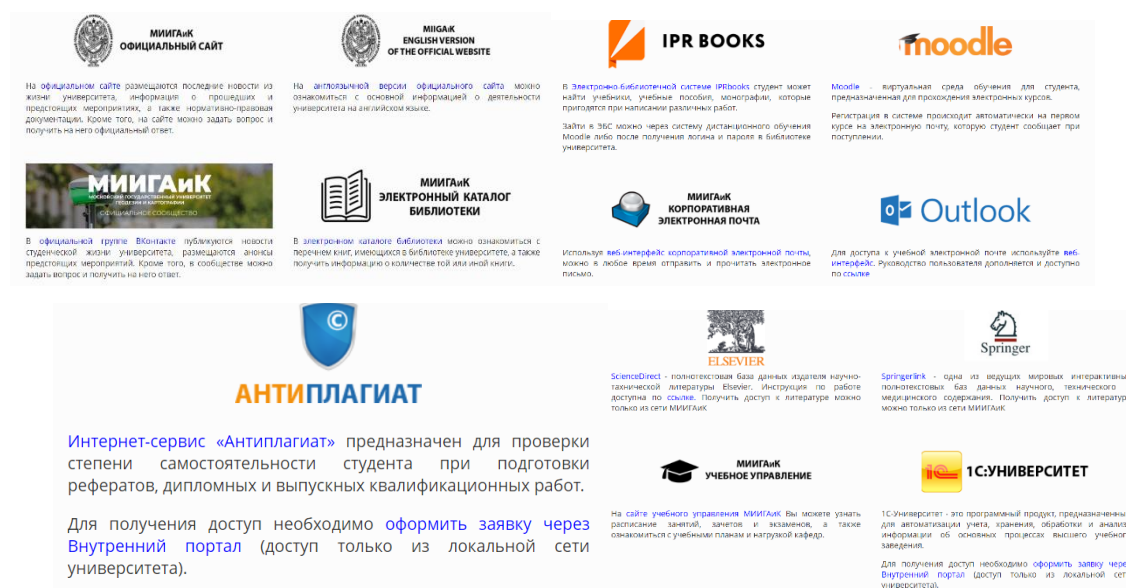 МИИГАиК
ОФИЦИАЛЬНЫЙ САЙТ
На официальном сайте размещаются последние новости из
жизни университета, информация о прошедших и
предстоящих мероприятиях, а также нормативно-правовая
документации. Кроме того, на сайте можно задать вопрос и
получить на него официальный ответ.
MIIGAиK
ENGLISH VERSION
OF THE OFFICIAL WEBSITE
На англоязычной версии официального сайта можно
ознакомиться с основной информацией о деятельности
университета на английском языке.
IPR BOOKS
В Электронно-библиотечной системе IPRbooks студент может
найти учебники, учебные пособия, монографии, которые
пригодятся при написании различных работ.
Зайти в ЭБС можно через систему дистанционного обучения
Moodle либо после получения логина и пароля в библиотеке
университета.
moodle
Moodle - виртуальная среда обучения для студента,
предназначенная для прохождения электронных курсов.
Регистрация в системе происходит автоматически на первом
курсе на электронную почту, которую студент сообщает при
поступлении.
МИИГАиК
МОСКОВСКИЙ ГОСУДАРСТВЕННЫЙ УНИВЕРСИТЕТ
ГЕОДЕЗИИ И КАРТОГРАФИИ
ОФИЦИАЛЬНОЕ СООБЩЕСТВО
В официальной группе ВКонтакте публикуются новости
студенческой жизни университета, размещаются анонсы
предстоящих мероприятий. Кроме того, в сообществе можно
задать вопрос и получить на него ответ.
МИИГАиК
ЭЛЕКТРОННЫЙ КАТАЛОГ
БИБЛИОТЕКИ
В электронном каталоге библиотеки можно ознакомиться с
перечнем книг, имеющихся в библиотеке университете, а также
получить информацию о количестве той или иной книги.
МИИГАиК
КОРПОРАТИВНАЯ
ЭЛЕКТРОННАЯ ПОЧТА
Используя веб-интерфейс корпоративной электронной почты,
можно в любое время отправить и прочитать электронное
письмо.
Outlook
Для доступа к учебной электронной почте используйте веб-
интерфейс. Руководство пользователя дополняется и доступно
по ссылке
АНТИПЛАГИАТ
Интернет-сервис «Антиплагиат» предназначен для проверки
степени самостоятельности студента при подготовки
рефератов, дипломных и выпускных квалификационных работ.
Для получения доступ необходимо оформить заявку через
Внутренний портал (доступ только из локальной сети
университета).
ELSEVIER
ScienceDirect - полнотекстовая база данных издателя научно-
технической литературы Elsevier. Инструкция по работе
доступна по ссылке. Получить доступ к литературе можно
только из сети МИИГАиК
Springer
Springerlink - одна из ведущих мировых интерактивны
полнотекстовых баз данных научного, технического
медицинского содержания. Получить доступ к литератур
можно только из сети МИИГАиК
МИИГАиК
УЧЕБНОЕ УПРАВЛЕНИЕ
На сайте учебного управления МИИГАиК Вы можете узнать
расписание занятий, зачетов и экзаменов, а также
ознакомиться с учебными планам и нагрузкой кафедр.
1С:УНИВЕРСИТЕТ
1С-Университет - это программный продукт, предназначенны
для автоматизации учета, хранения, обработки и анализ
информации об основных процессах высшего учебног
заведения.
Для получения доступ необходимо оформить заявку чере
Внутренний портал (доступ только из локальной сет
университета).